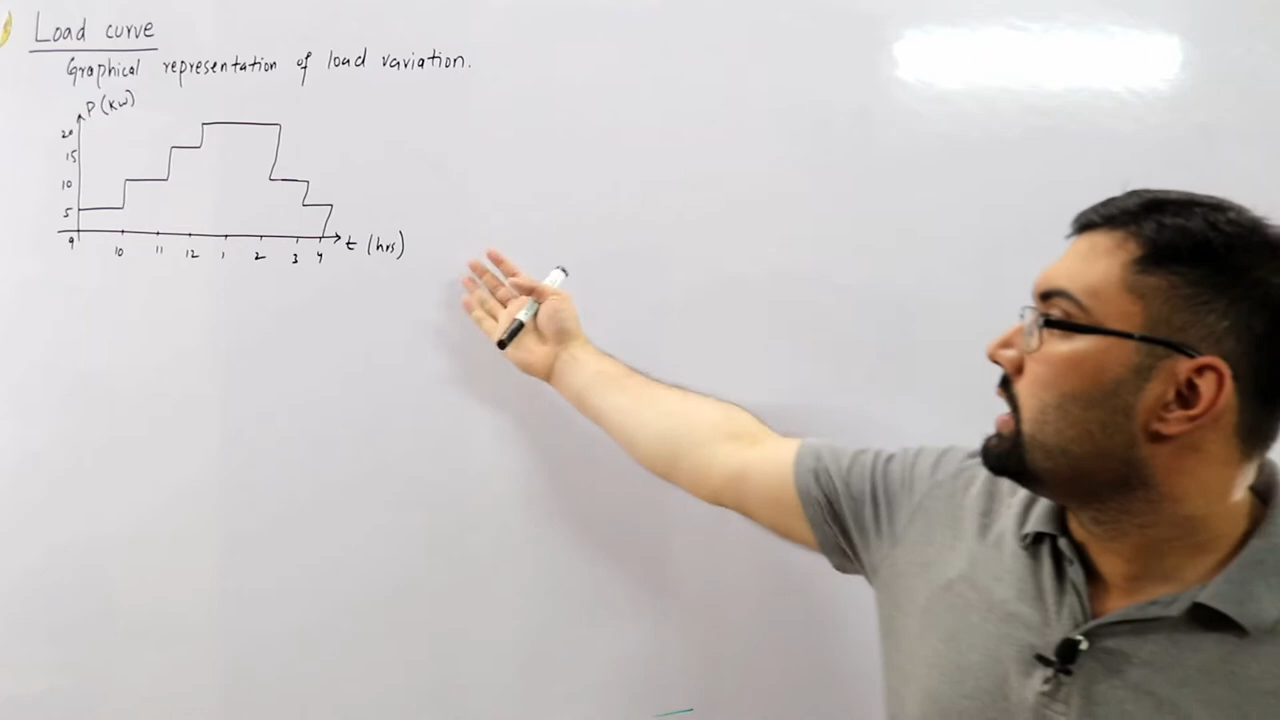 Load curve
Graphical representation of load variation.
P (KW)
20
15
10
5
9 10 11 12 1 2 3 4 t (hrs)